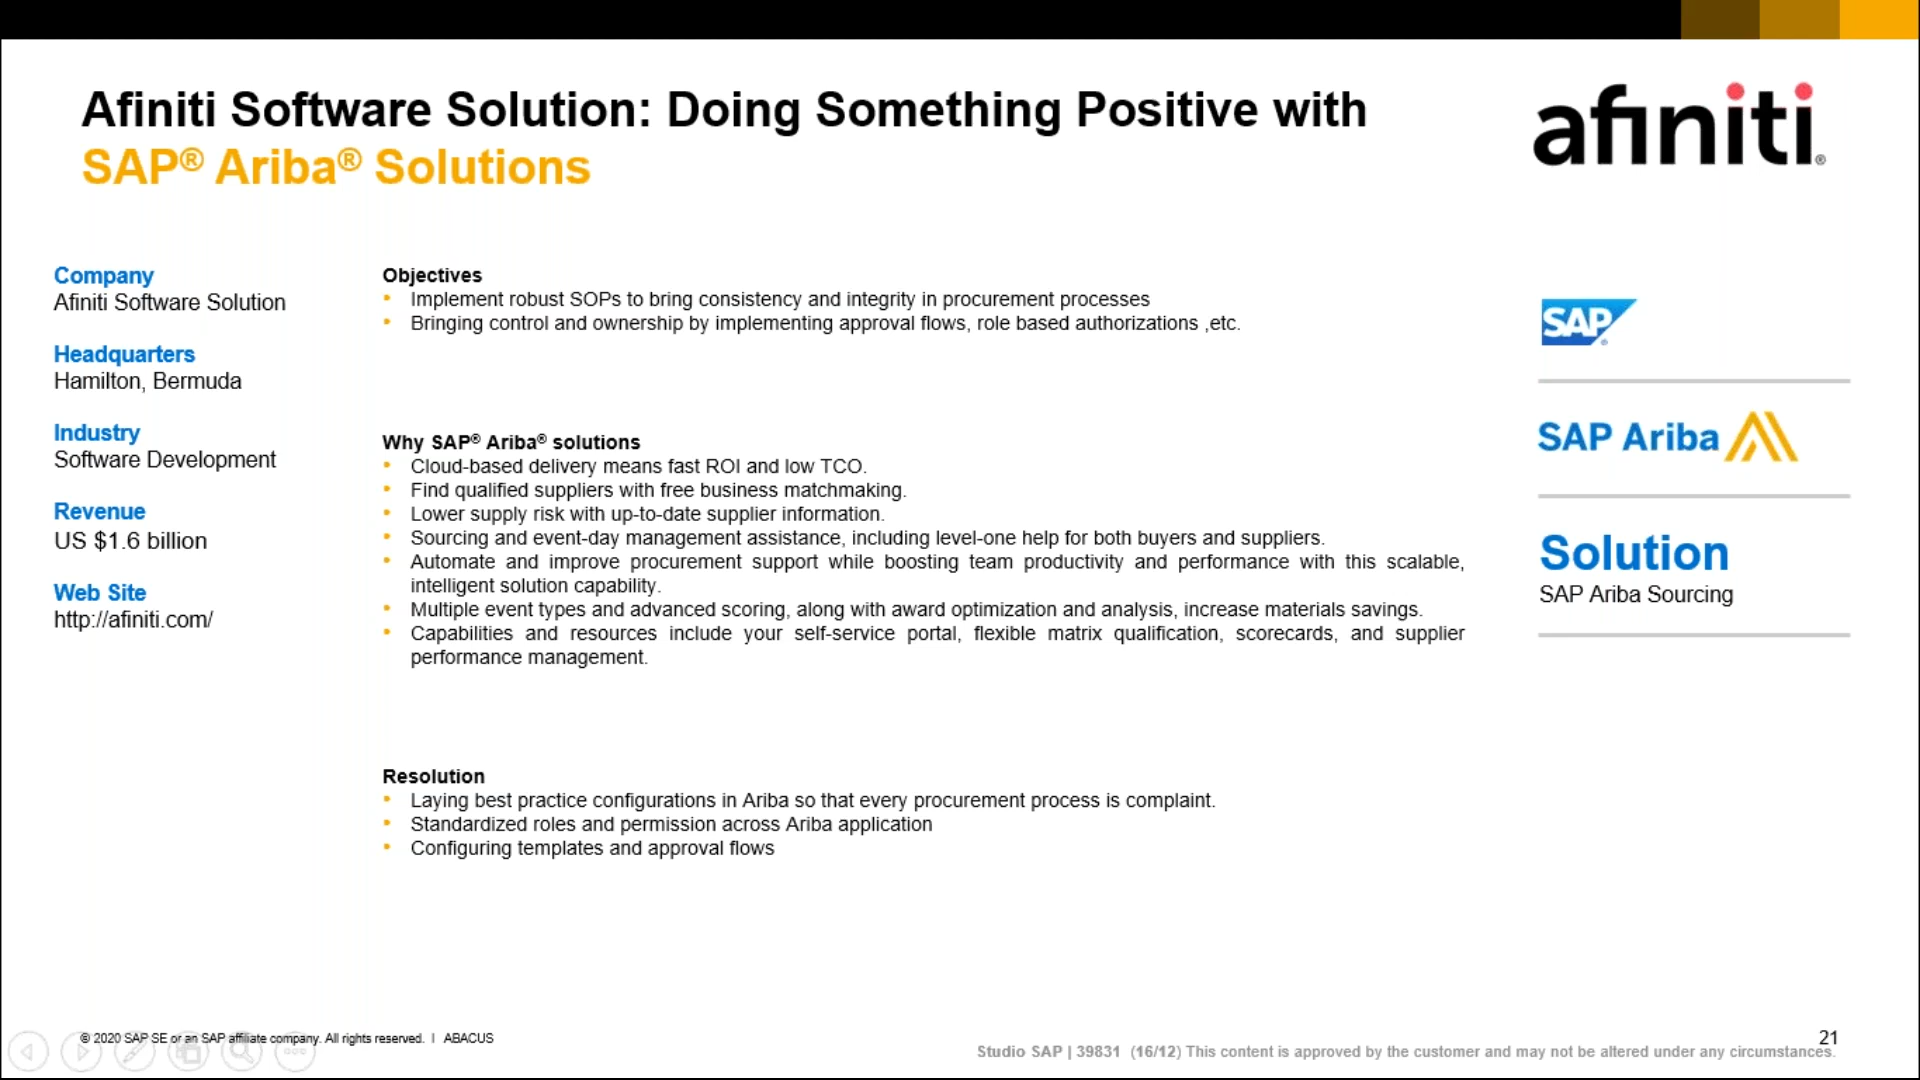 Afiniti Software Solution: Doing Something Positive with
SAP® Ariba® Solutions
afiniti®
Company
Afiniti Software Solution
Headquarters
Hamilton, Bermuda
Industry
Software Development
Revenue
US $1.6 billion
Web Site
http://afiniti.com/
Objectives
• Implement robust SOPs to bring consistency and integrity in procurement processes
• Bringing control and ownership by implementing approval flows, role based authorizations ,etc.
Why SAP® Ariba® solutions
• Cloud-based delivery means fast ROI and low TCO.
• Find qualified suppliers with free business matchmaking.
• Lower supply risk with up-to-date supplier information.
• Sourcing and event-day management assistance, including level-one help for both buyers and suppliers.
• Automate and improve procurement support while boosting team productivity and performance with this scalable,
intelligent solution capability.
• Multiple event types and advanced scoring, along with award optimization and analysis, increase materials savings.
• Capabilities and resources include your self-service portal, flexible matrix qualification, scorecards, and supplier
performance management.
Resolution
• Laying best practice configurations in Ariba so that every procurement process is complaint.
• Standardized roles and permission across Ariba application
• Configuring templates and approval flows
SAP®
SAP Ariba
Solution
SAP Ariba Sourcing
© 2020 SAP SE or an SAP affiliate company. All rights reserved. I ABACUS
21
Studio SAP | 39831 (16/12) This content is approved by the customer and may not be altered under any circumstances.